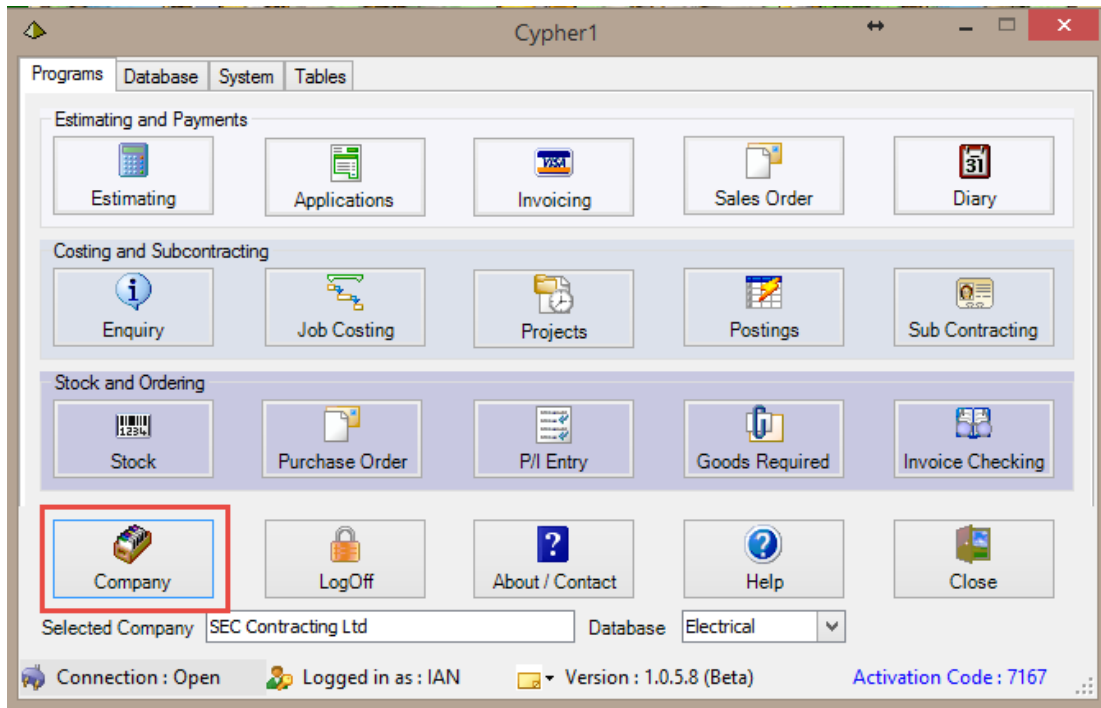 Cypher1
Programs Database System Tables
Estimating and Payments
31
VISA
Estimating Applications Invoicing Sales Order Diary
Costing and Subcontracting
Enquiry Job Costing Projects Postings Sub Contracting
Stock and Ordering
1234
Stock Purchase Order P/I Entry Goods Required Invoice Checking
Company LogOff About / Contact Help Close
Selected Company SEC Contracting Ltd Database Electrical
Connection : Open Logged in as : IAN Version : 1.0.5.8 (Beta) Activation Code : 7167